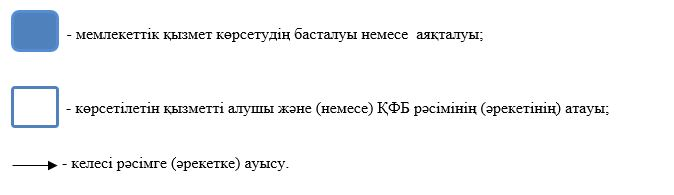 - мемлекеттік қызмет көрсетудің басталуы немесе аяқталуы;
- көрсетілетін қызметті алушы және (немесе) ҚФБ рәсімінің (әрекетінің) атауы;
- келесі рәсімге (әрекетке) ауысу.